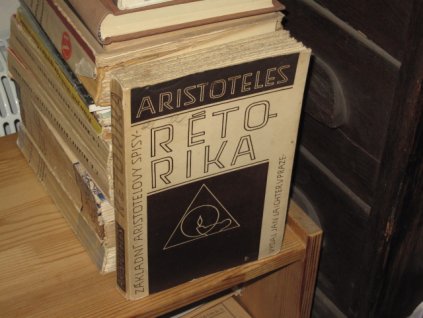 ARISTOTELES
RÉTO-
RIKA
ZÁKLADNÍ ARISTOTELOVY SPISY
VYDAL JAN LAICHTER V PRAZE